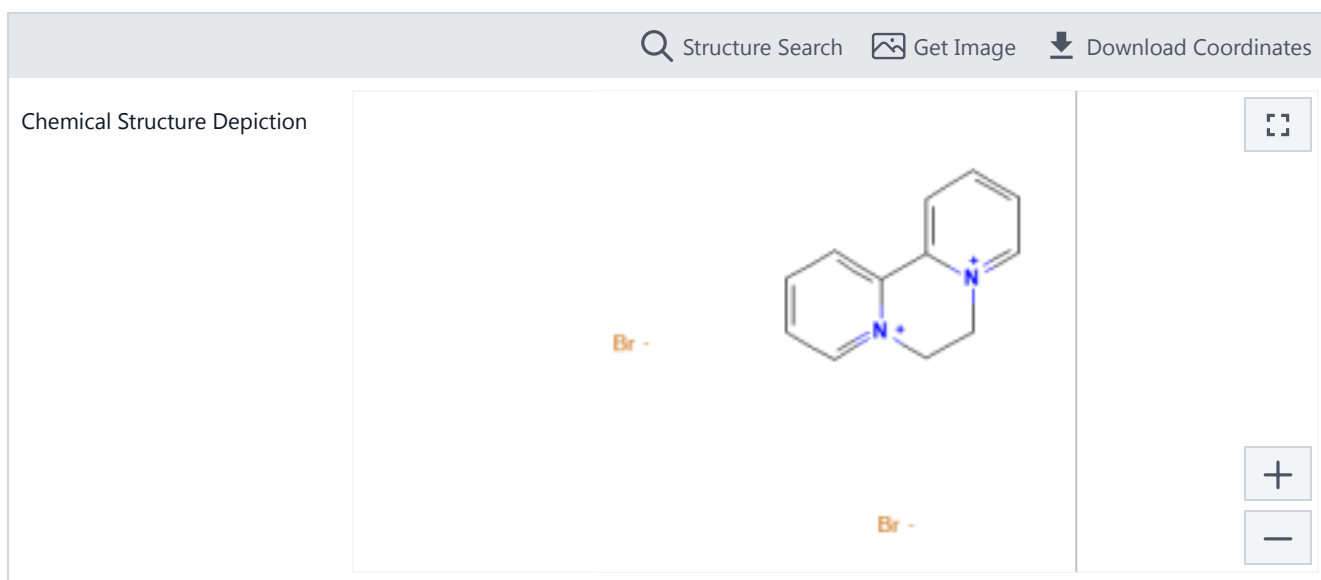 Structure Search Get Image Download Coordinates
Chemical Structure Depiction
N +
Br - N +
Br -